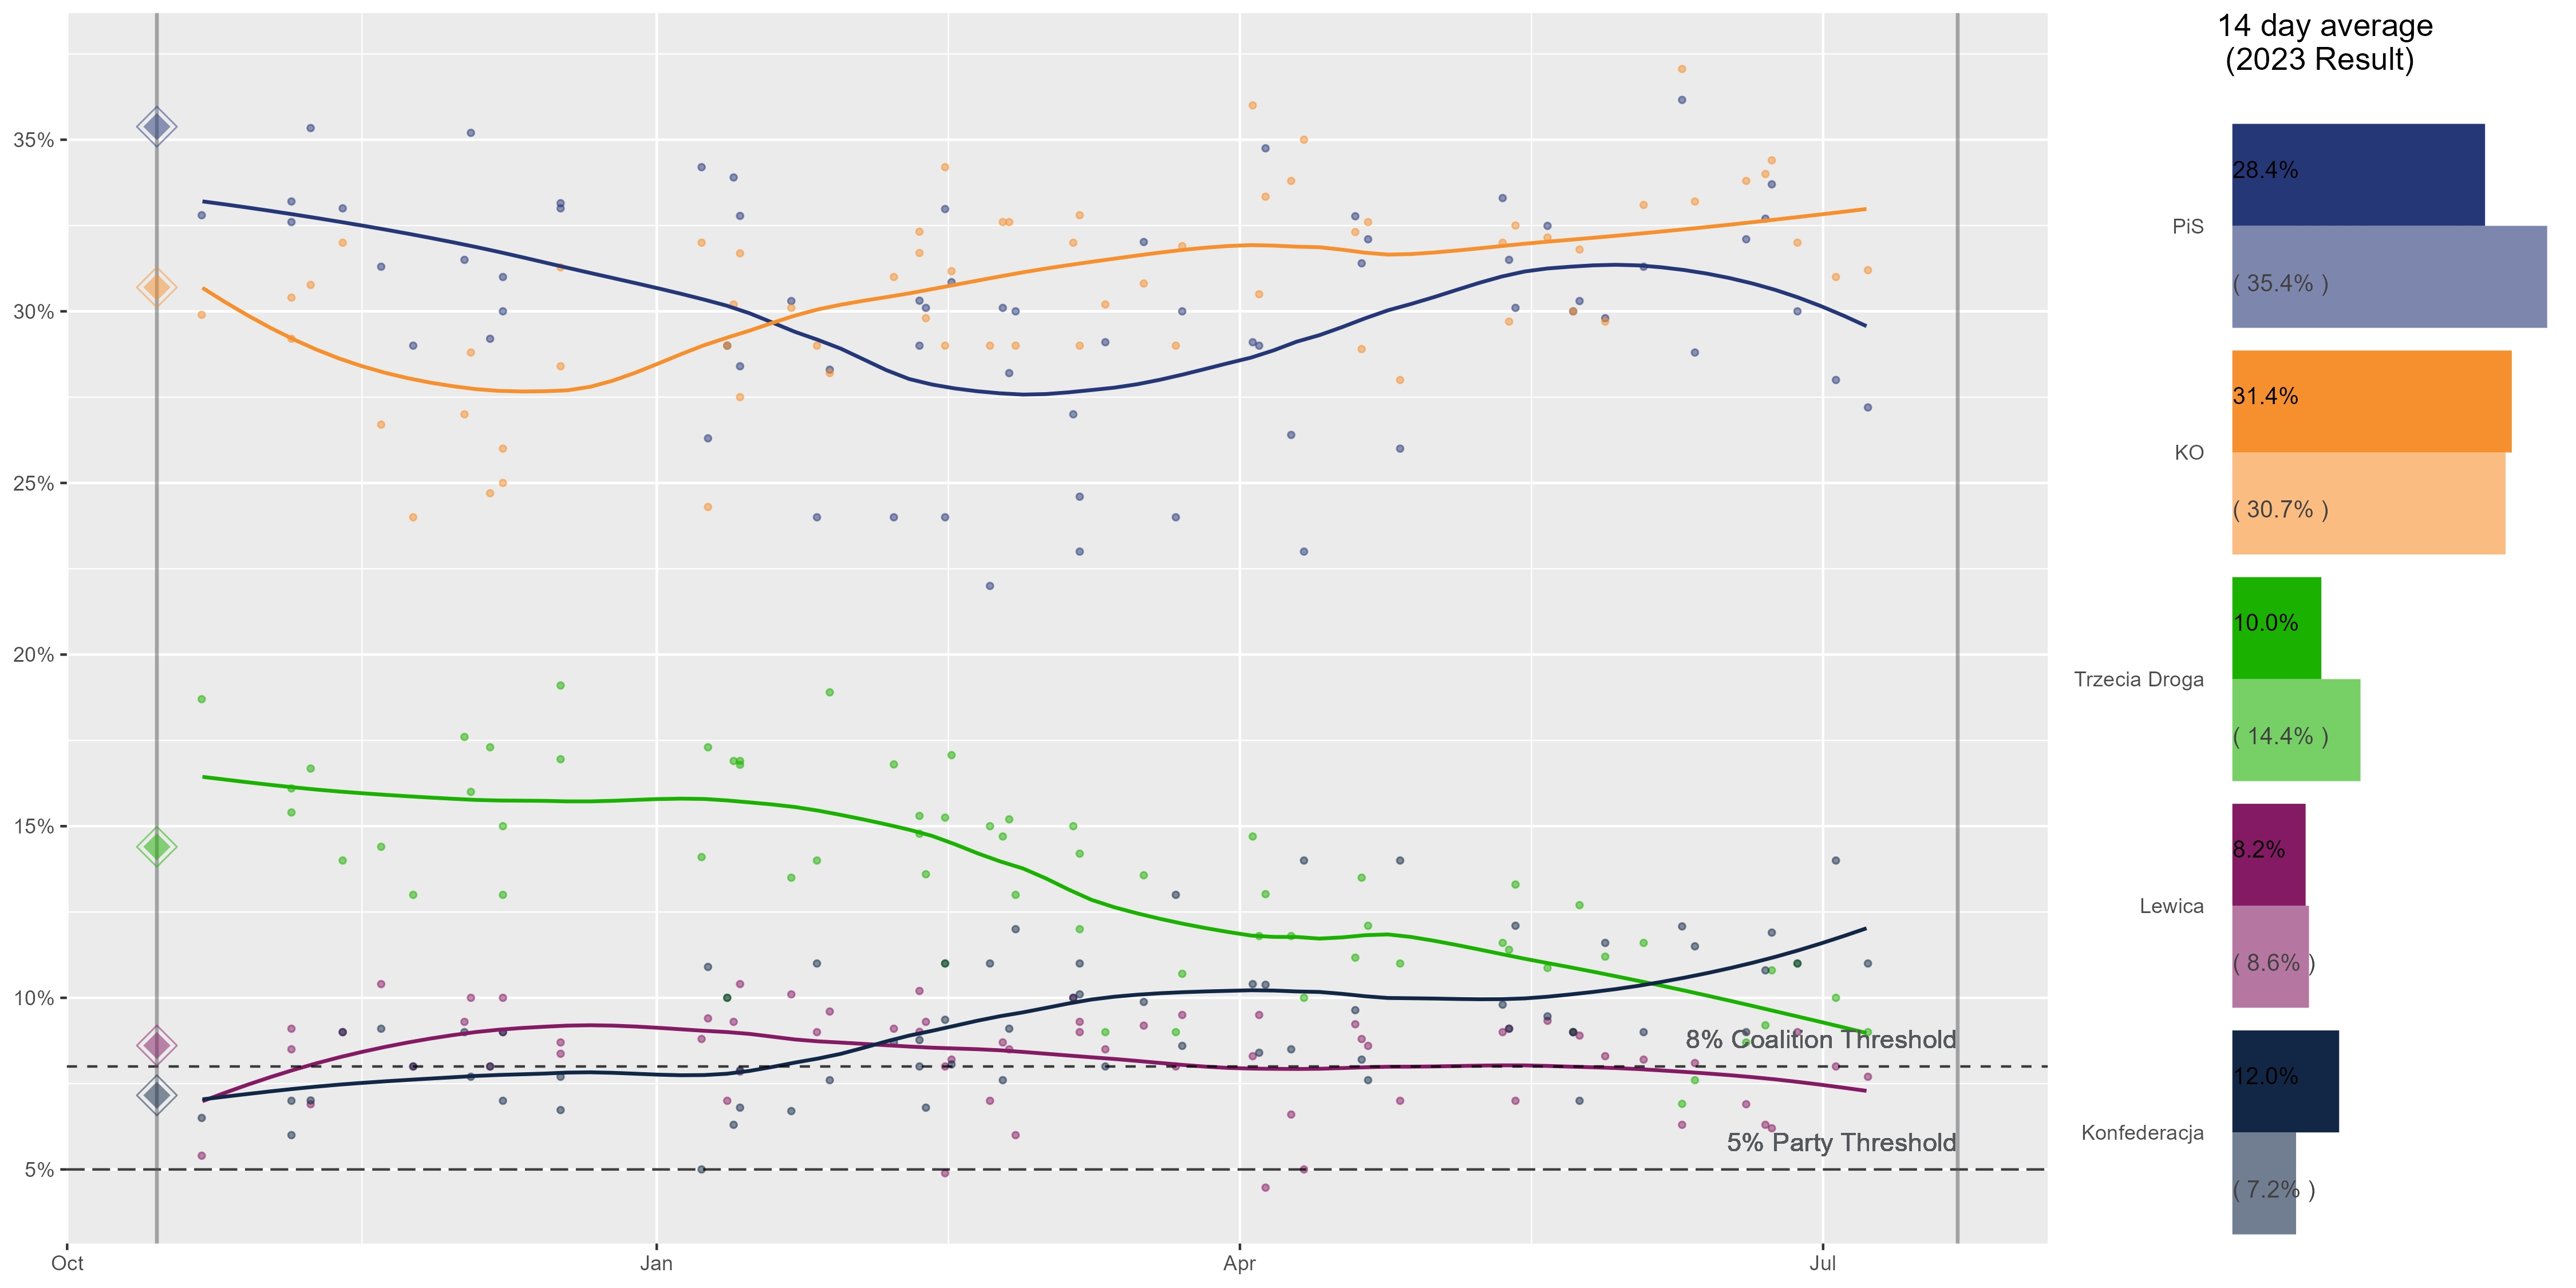 14 day average
(2023 Result)
35%
30%
25%
20%
15%
10%
5%
Oct
Jan
Apr
Jul
8% Coalition Threshold
5% Party Threshold
PiS
28.4%
( 35.4% )
KO
31.4%
( 30.7% )
Trzecia Droga
10.0%
( 14.4% )
Lewica
8.2%
( 8.6% )
Konfederacja
12.0%
( 7.2% )